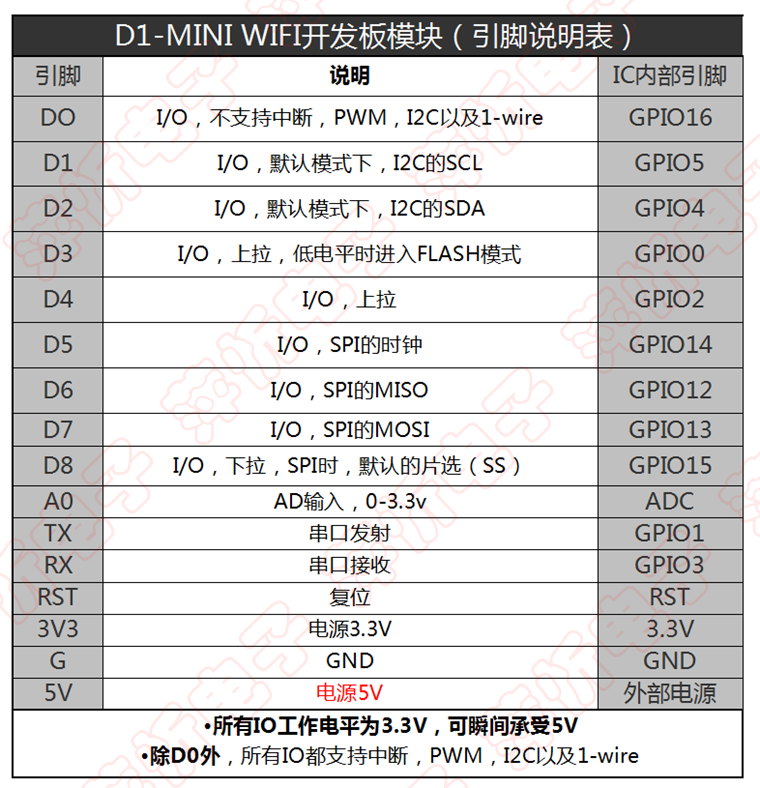 D1-MINI WIFI开发板模块（引脚说明表）
引脚 说明 IC内部引脚
DO I/O，不支持中断，PWM，I2C以及1-wire GPIO16
D1 I/O，默认模式下，I2C的SCL GPIO5
D2 I/O，默认模式下，I2C的SDA GPIO4
D3 I/O，上拉，低电平时进入FLASH模式 GPIO0
D4 I/O，上拉 GPIO2
D5 I/O，SPI的时钟 GPIO14
D6 I/O，SPI的MISO GPIO12
D7 I/O，SPI的MOSI GPIO13
D8 I/O，下拉，SPI时，默认的片选（SS） GPIO15
A0 AD输入，0-3.3v ADC
TX 串口发射 GPIO1
RX 串口接收 GPIO3
RST 复位 RST
3V3 电源3.3V 3.3V
G GND GND
5V 电源5V 外部电源
•所有IO工作电平为3.3V，可瞬间承受5V
•除D0外，所有IO都支持中断，PWM，I2C以及1-wire